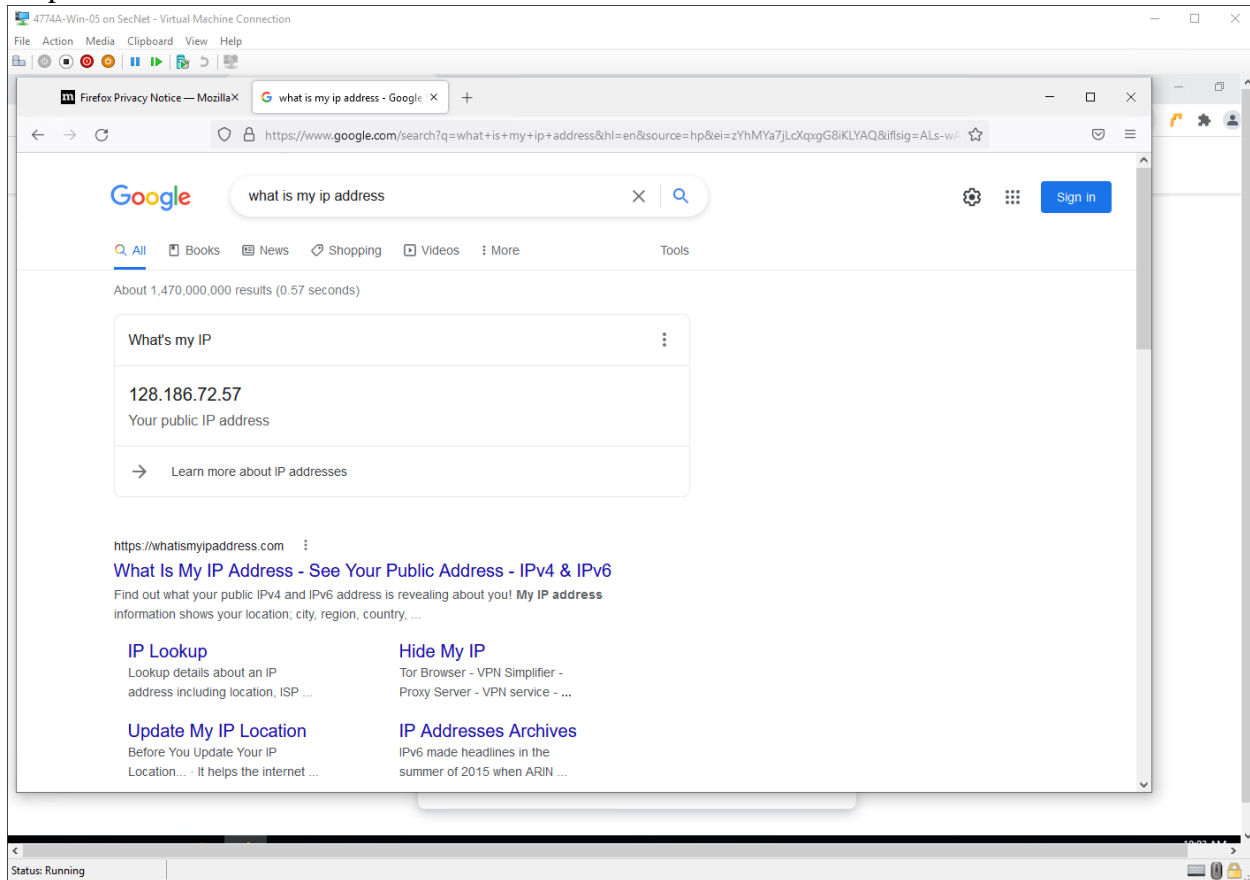 4774A-Win-05 on SecNet - Virtual Machine Connection
File Action Media Clipboard View Help
Firefox Privacy Notice — Mozilla
what is my ip address - Google
https://www.google.com/search?q=what+is+my+ip+address&hl=en&source=hp&ei=zYhMYa7jLcXqxgG8iKLYAQ&iflsig=ALs-wA
Google
what is my ip address
Sign in
All Books News Shopping Videos More Tools
About 1,470,000,000 results (0.57 seconds)
What's my IP
128.186.72.57
Your public IP address
Learn more about IP addresses
https://whatismyipaddress.com
What Is My IP Address - See Your Public Address - IPv4 & IPv6
Find out what your public IPv4 and IPv6 address is revealing about you! My IP address
information shows your location; city, region, country, ...
IP Lookup
Lookup details about an IP
address including location, ISP ...
Hide My IP
Tor Browser - VPN Simplifier -
Proxy Server - VPN service - ...
Update My IP Location
Before You Update Your IP
Location... · It helps the internet ...
IP Addresses Archives
IPv6 made headlines in the
summer of 2015 when ARIN ...
Status: Running